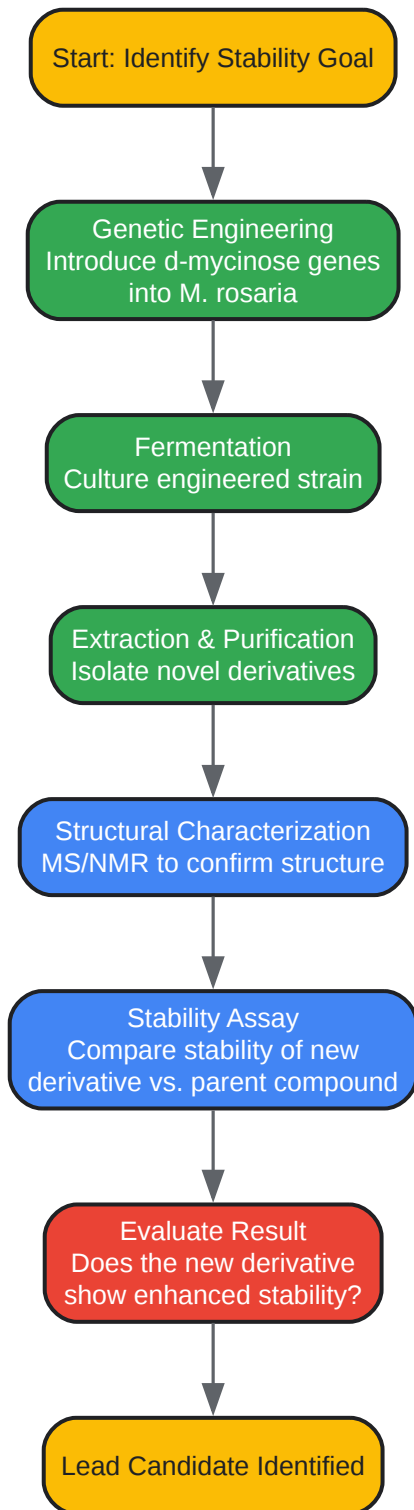 Start: Identify Stability Goal
Genetic Engineering
Introduce d-mycinose genes
into M. rosaria
Fermentation
Culture engineered strain
Extraction & Purification
Isolate novel derivatives
Structural Characterization
MS/NMR to confirm structure
Stability Assay
Compare stability of new
derivative vs. parent compound
Evaluate Result
Does the new derivative
show enhanced stability?
Lead Candidate Identified